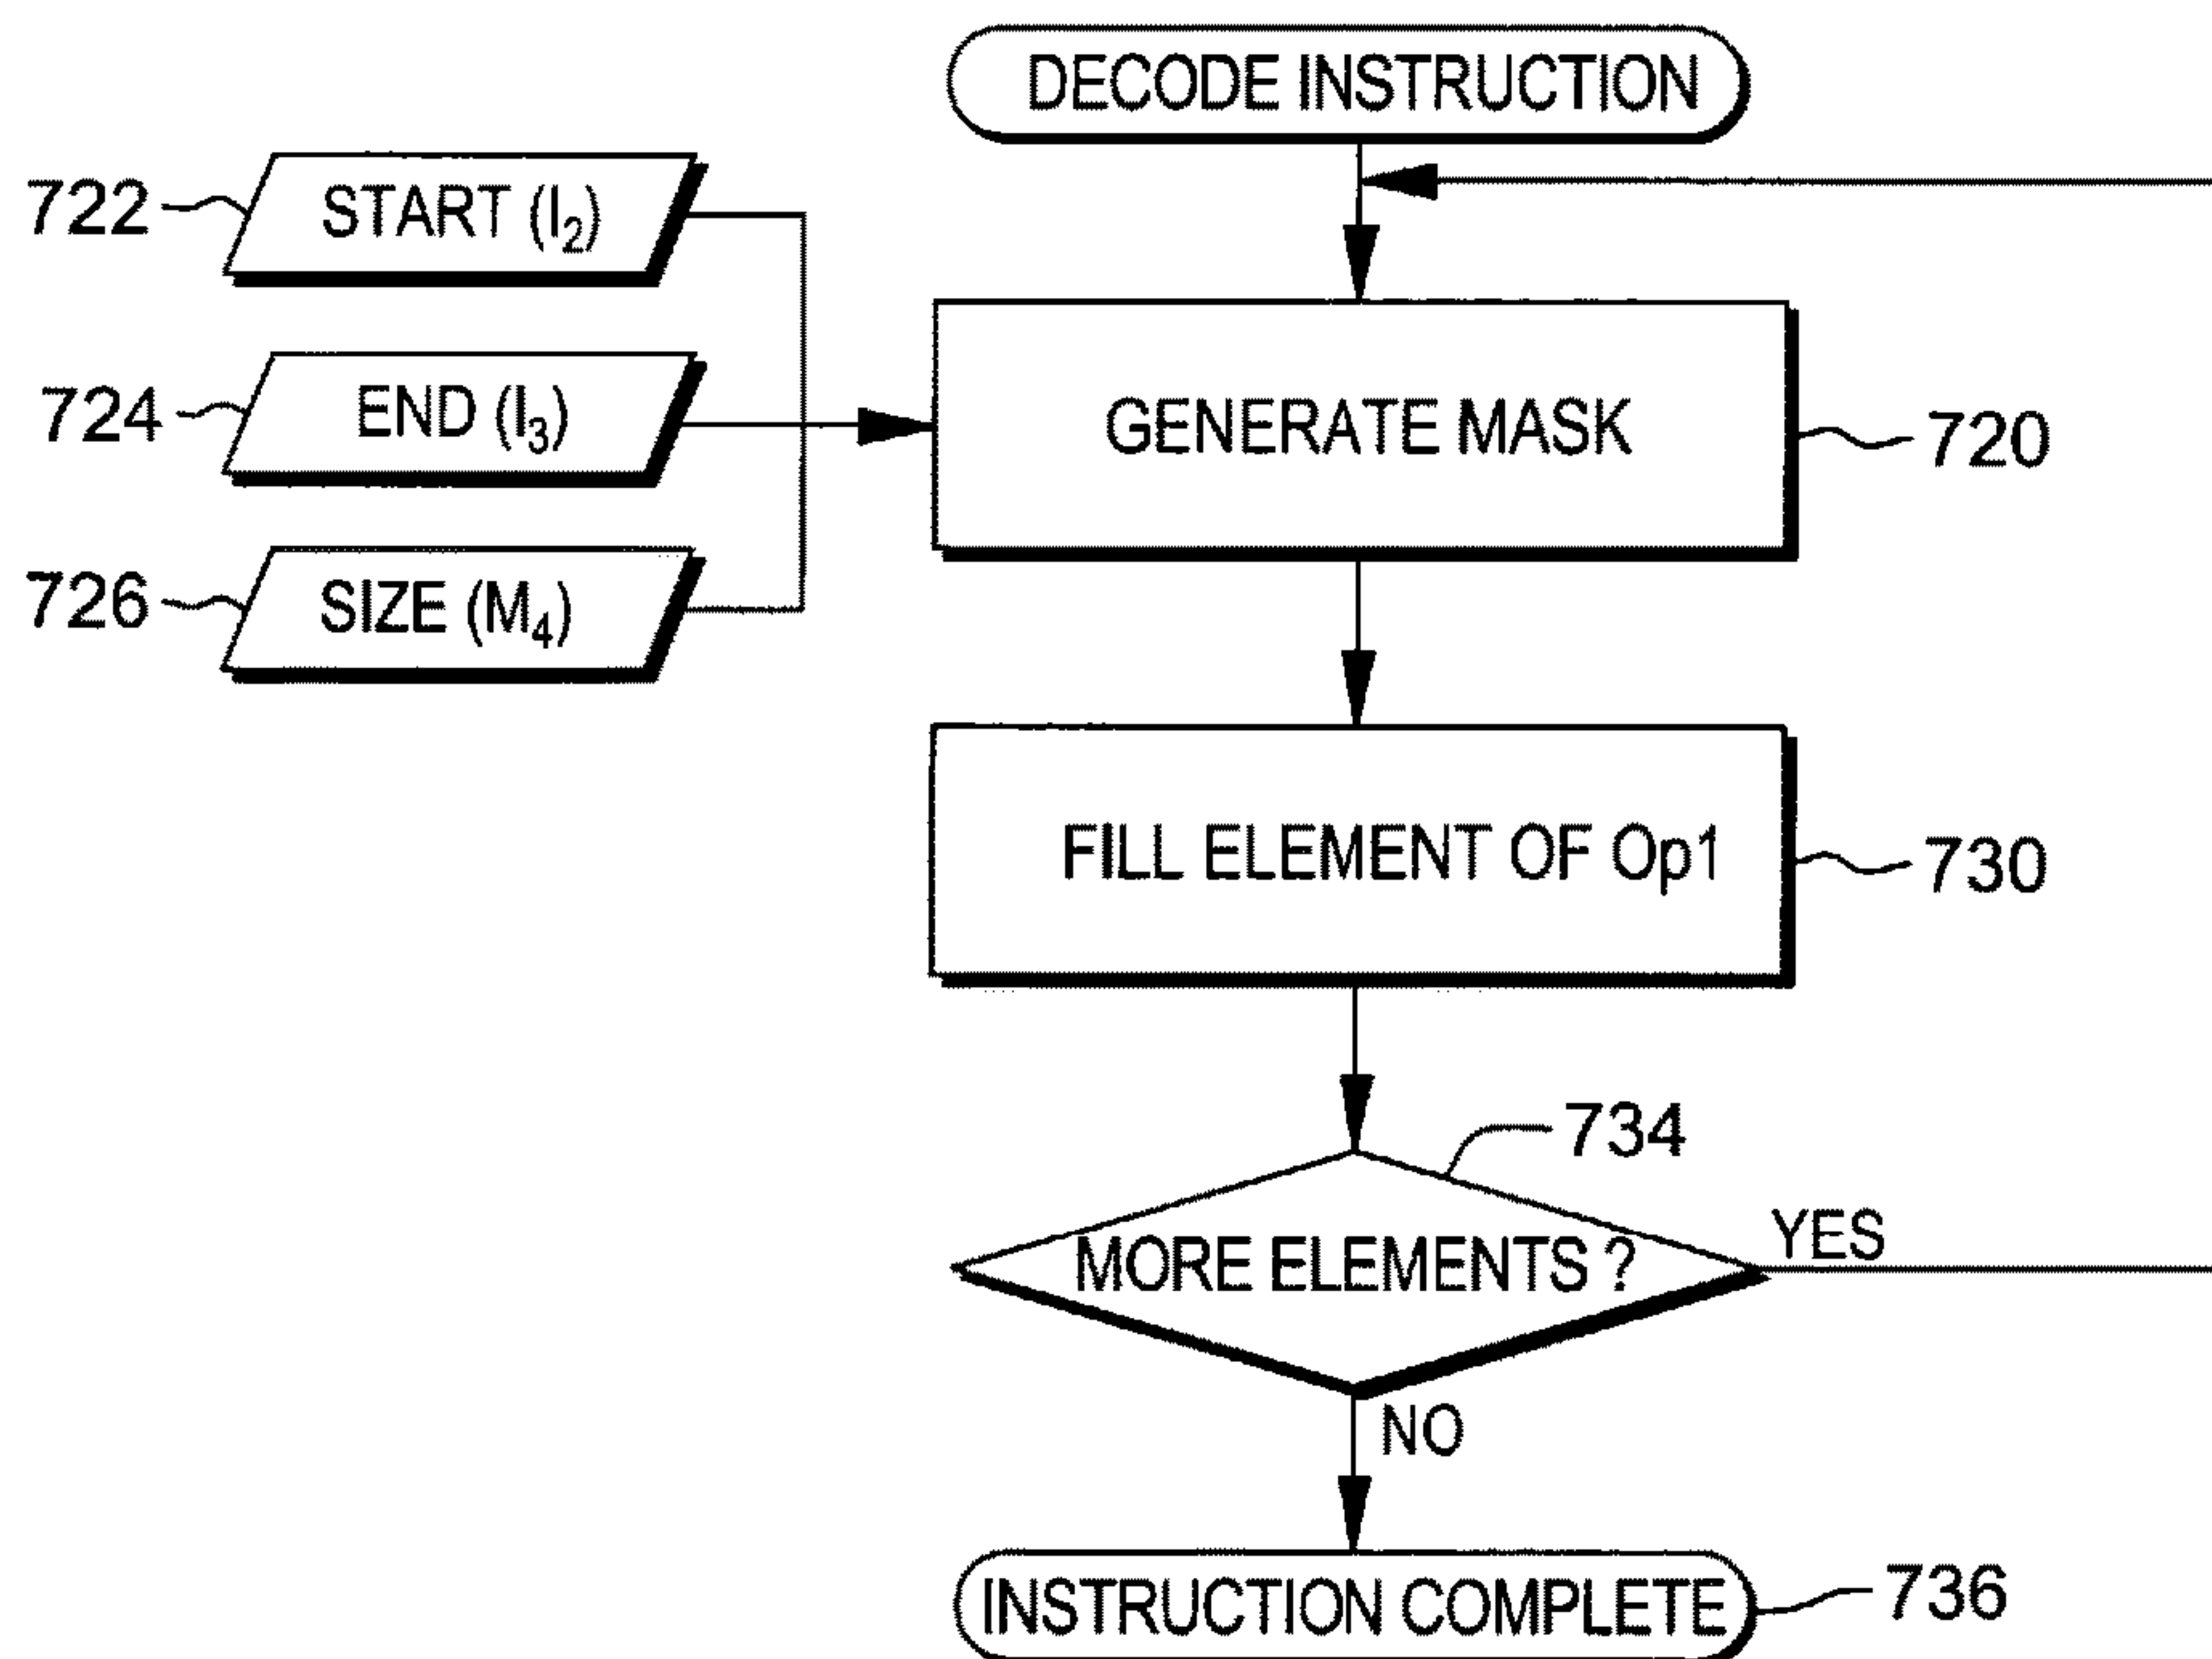 DECODE INSTRUCTION
722
START (I2)
724
END (I3)
726
SIZE (M4)
GENERATE MASK
720
FILL ELEMENT OF Op1
730
734
MORE ELEMENTS ?
YES
NO
INSTRUCTION COMPLETE
736